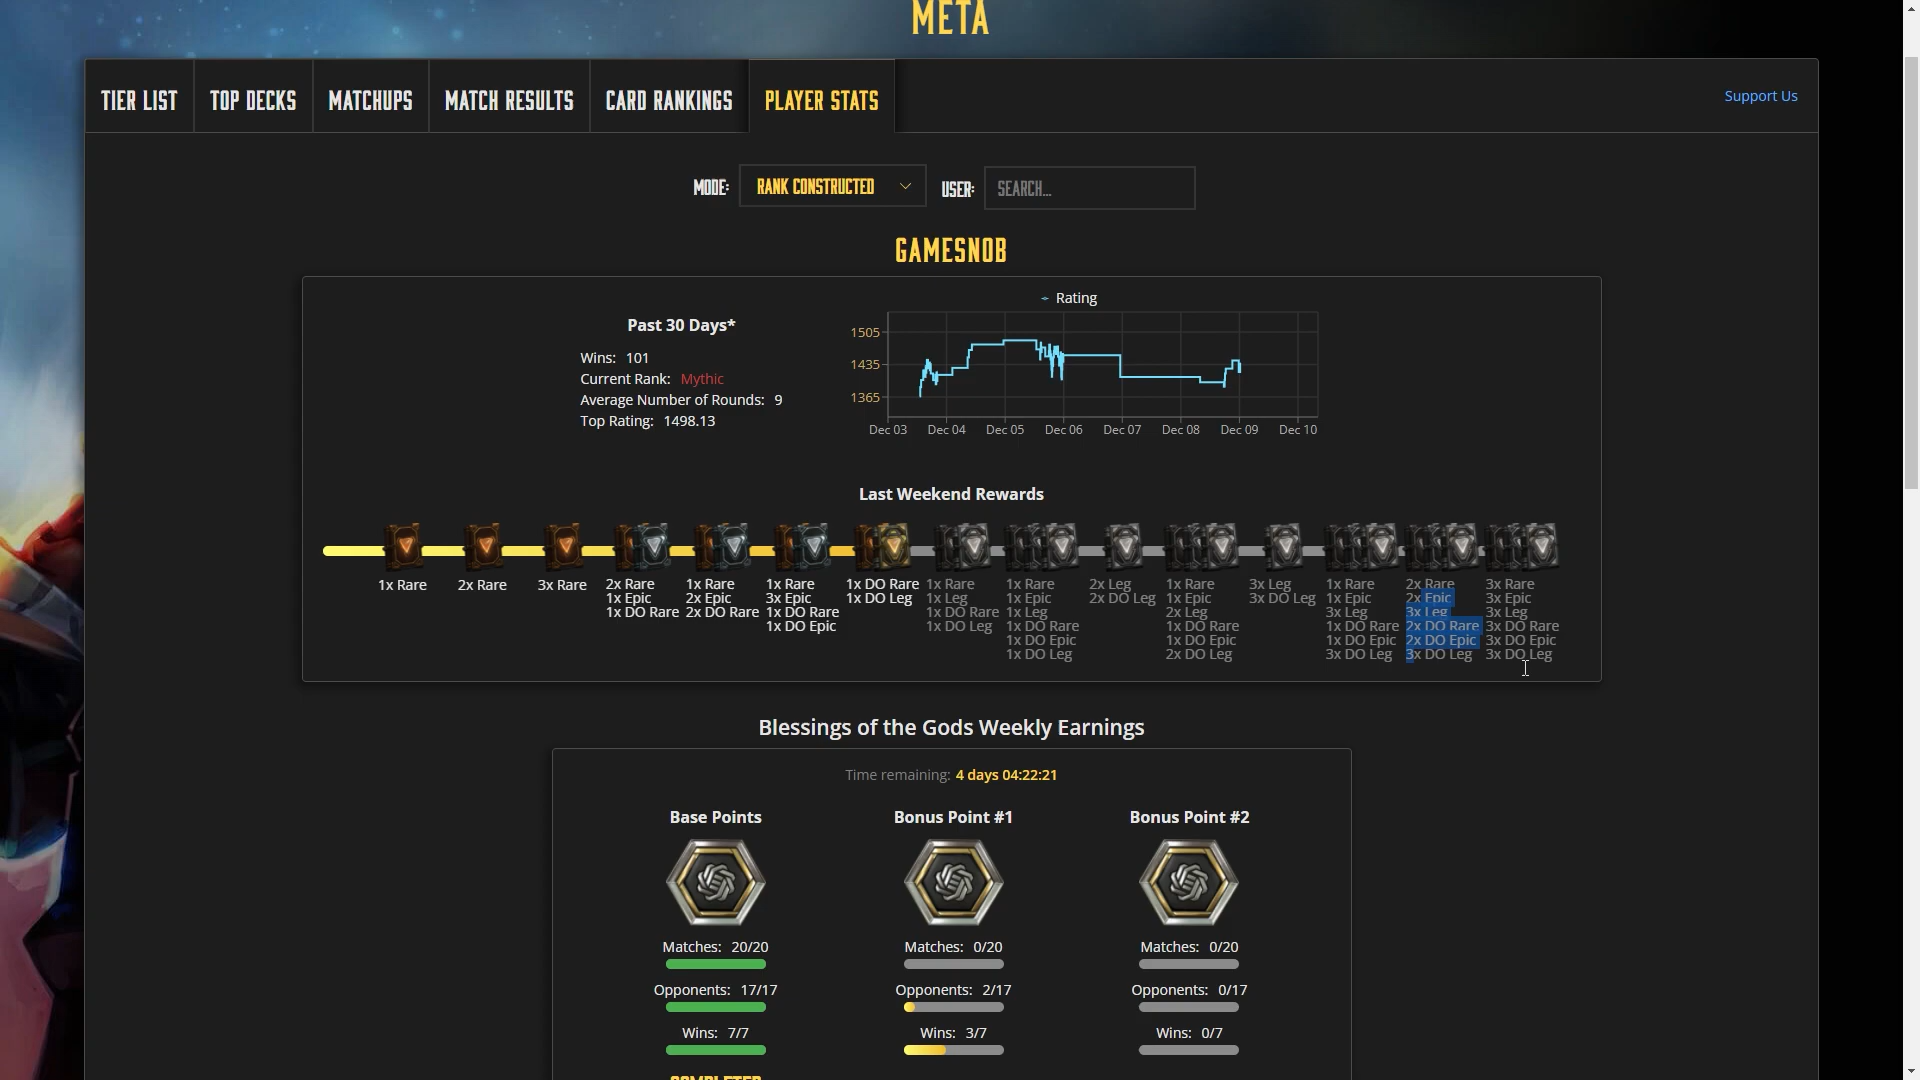 META
TIER LIST
TOP DECKS
MATCHUPS
MATCH RESULTS
CARD RANKINGS
PLAYER STATS
Support Us
MODE:
RANK CONSTRUCTED
USER:
SEARCH...
GAMESNOB
Past 30 Days*
Wins: 101
Current Rank: Mythic
Average Number of Rounds: 9
Top Rating: 1498.13
Rating
1505
1435
1365
Dec 03
Dec 04
Dec 05
Dec 06
Dec 07
Dec 08
Dec 09
Dec 10
Last Weekend Rewards
1x Rare
2x Rare
3x Rare
2x Rare
1x Epic
1x DO Rare
1x Rare
2x Epic
2x DO Rare
1x Rare
3x Epic
1x DO Rare
1x DO Epic
1x DO Rare
1x DO Leg
1x Rare
1x Leg
1x DO Rare
1x DO Leg
1x Rare
1x Epic
1x Leg
1x DO Rare
1x DO Epic
1x DO Leg
2x Leg
2x DO Leg
1x Rare
1x Epic
2x Leg
1x DO Rare
1x DO Epic
2x DO Leg
3x Leg
3x DO Leg
1x Rare
1x Epic
3x Leg
1x DO Rare
1x DO Epic
3x DO Leg
2x Rare
2x Epic
3x Leg
2x DO Rare
2x DO Epic
3x DO Leg
3x Rare
3x Epic
3x Leg
3x DO Rare
3x DO Epic
3x DO Leg
Blessings of the Gods Weekly Earnings
Time remaining: 4 days 04:22:21
Base Points
Matches: 20/20
Opponents: 17/17
Wins: 7/7
COMPLETED
Bonus Point #1
Matches: 0/20
Opponents: 2/17
Wins: 3/7
Bonus Point #2
Matches: 0/20
Opponents: 0/17
Wins: 0/7